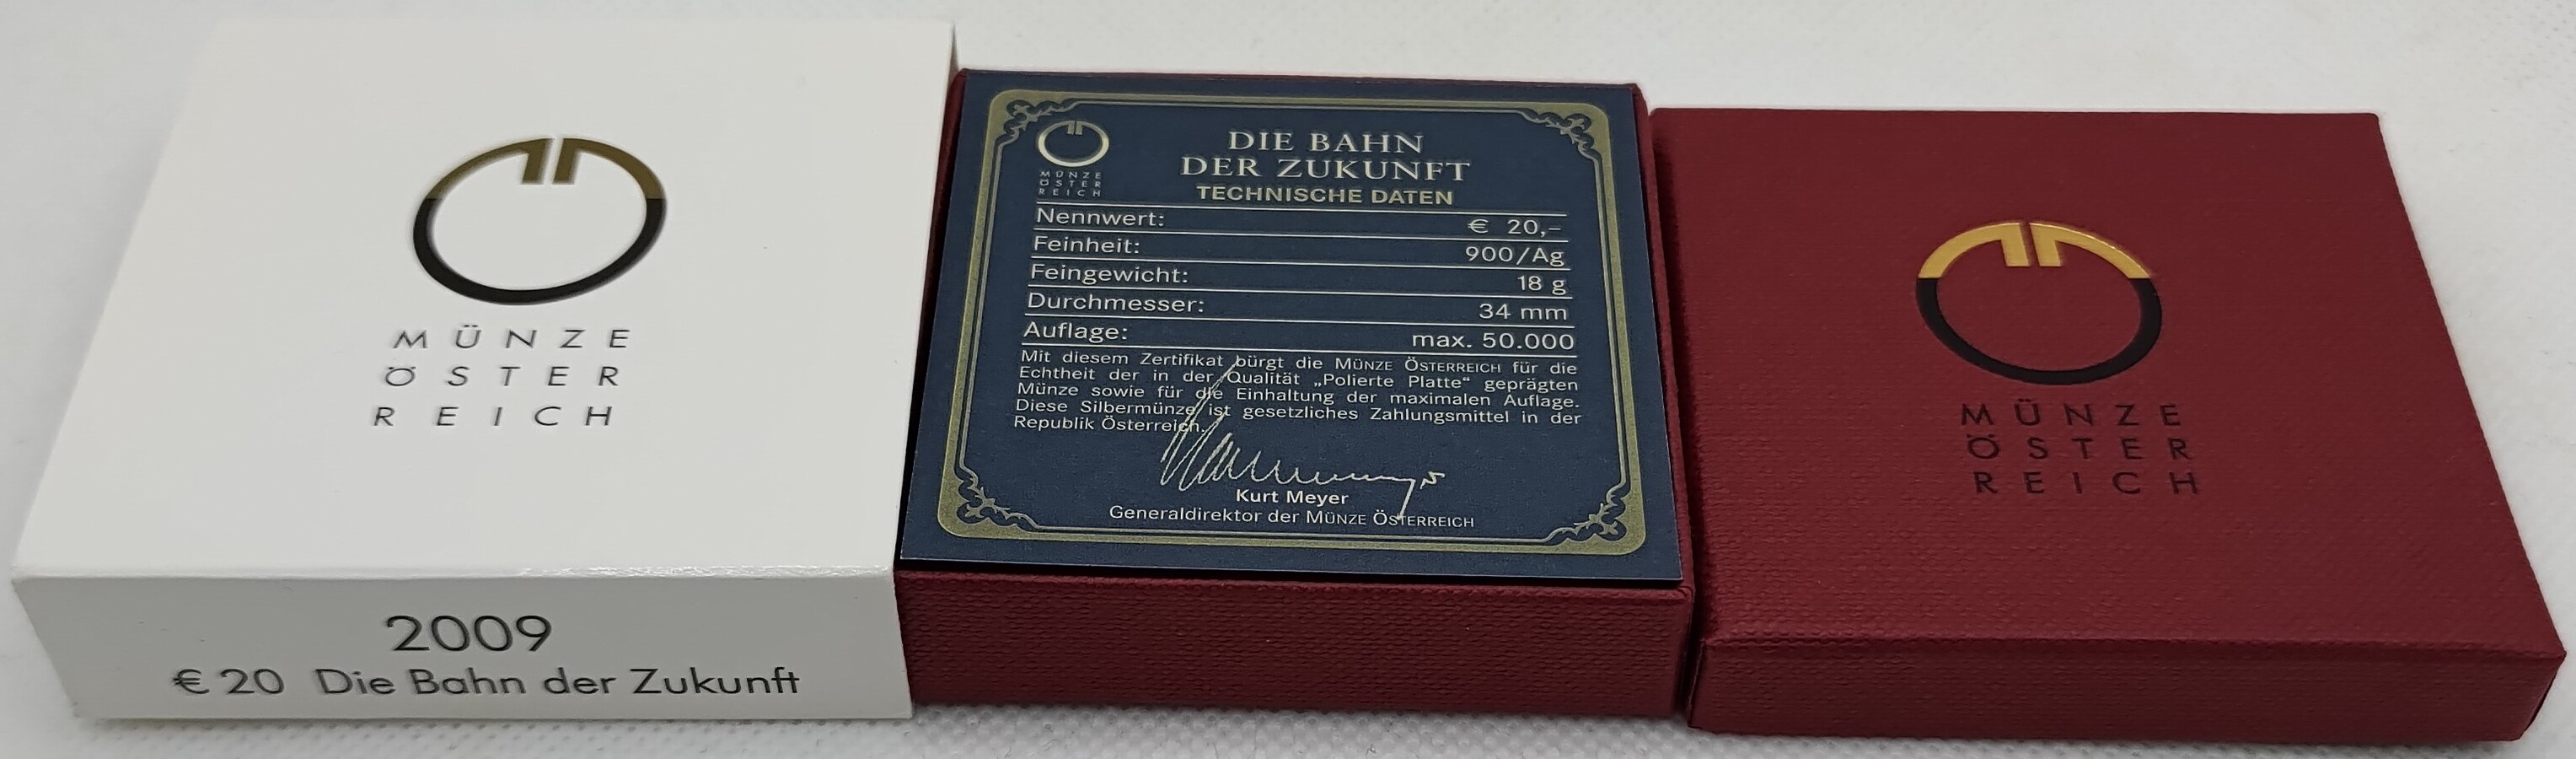 MÜNZE
ÖSTER
REICH
2009
€ 20 Die Bahn der Zukunft
MÜNZE
ÖSTER
REICH
DIE BAHN
DER ZUKUNFT
TECHNISCHE DATEN
Nennwert: € 20,–
Feinheit: 900/Ag
Feingewicht: 18 g
Durchmesser: 34 mm
Auflage: max. 50.000
Mit diesem Zertifikat bürgt die MÜNZE ÖSTERREICH für die
Echtheit der in der Qualität „Polierte Platte“ geprägten
Münze sowie für die Einhaltung der maximalen Auflage.
Diese Silbermünze ist gesetzliches Zahlungsmittel in der
Republik Österreich.
Kurt Meyer
Generaldirektor der MÜNZE ÖSTERREICH
MÜNZE
ÖSTER
REICH